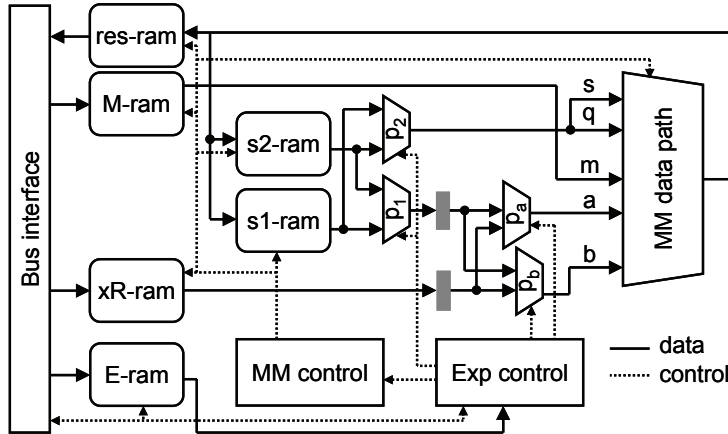 Bus interface
res-ram
M-ram
s2-ram
s1-ram
xR-ram
E-ram
p2
p1
pa
pb
s
q
m
a
b
MM data path
MM control
Exp control
data
control